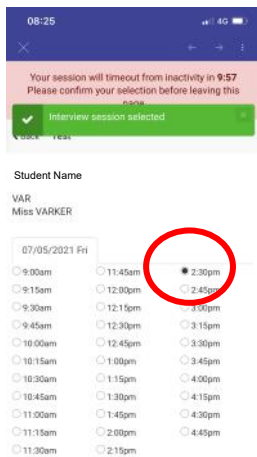 08:25
4G
Your session will timeout from inactivity in 9:57
Please confirm your selection before leaving this
page
Interview session selected
Back Test
Student Name
VAR
Miss VARKER
07/05/2021 Fri
9:00am 11:45am 2:30pm
9:15am 12:00pm 2:45pm
9:30am 12:15pm 3:00pm
9:45am 12:30pm 3:15pm
10:00am 12:45pm 3:30pm
10:15am 1:00pm 3:45pm
10:30am 1:15pm 4:00pm
10:45am 1:30pm 4:15pm
11:00am 1:45pm 4:30pm
11:15am 2:00pm 4:45pm
11:30am 2:15pm